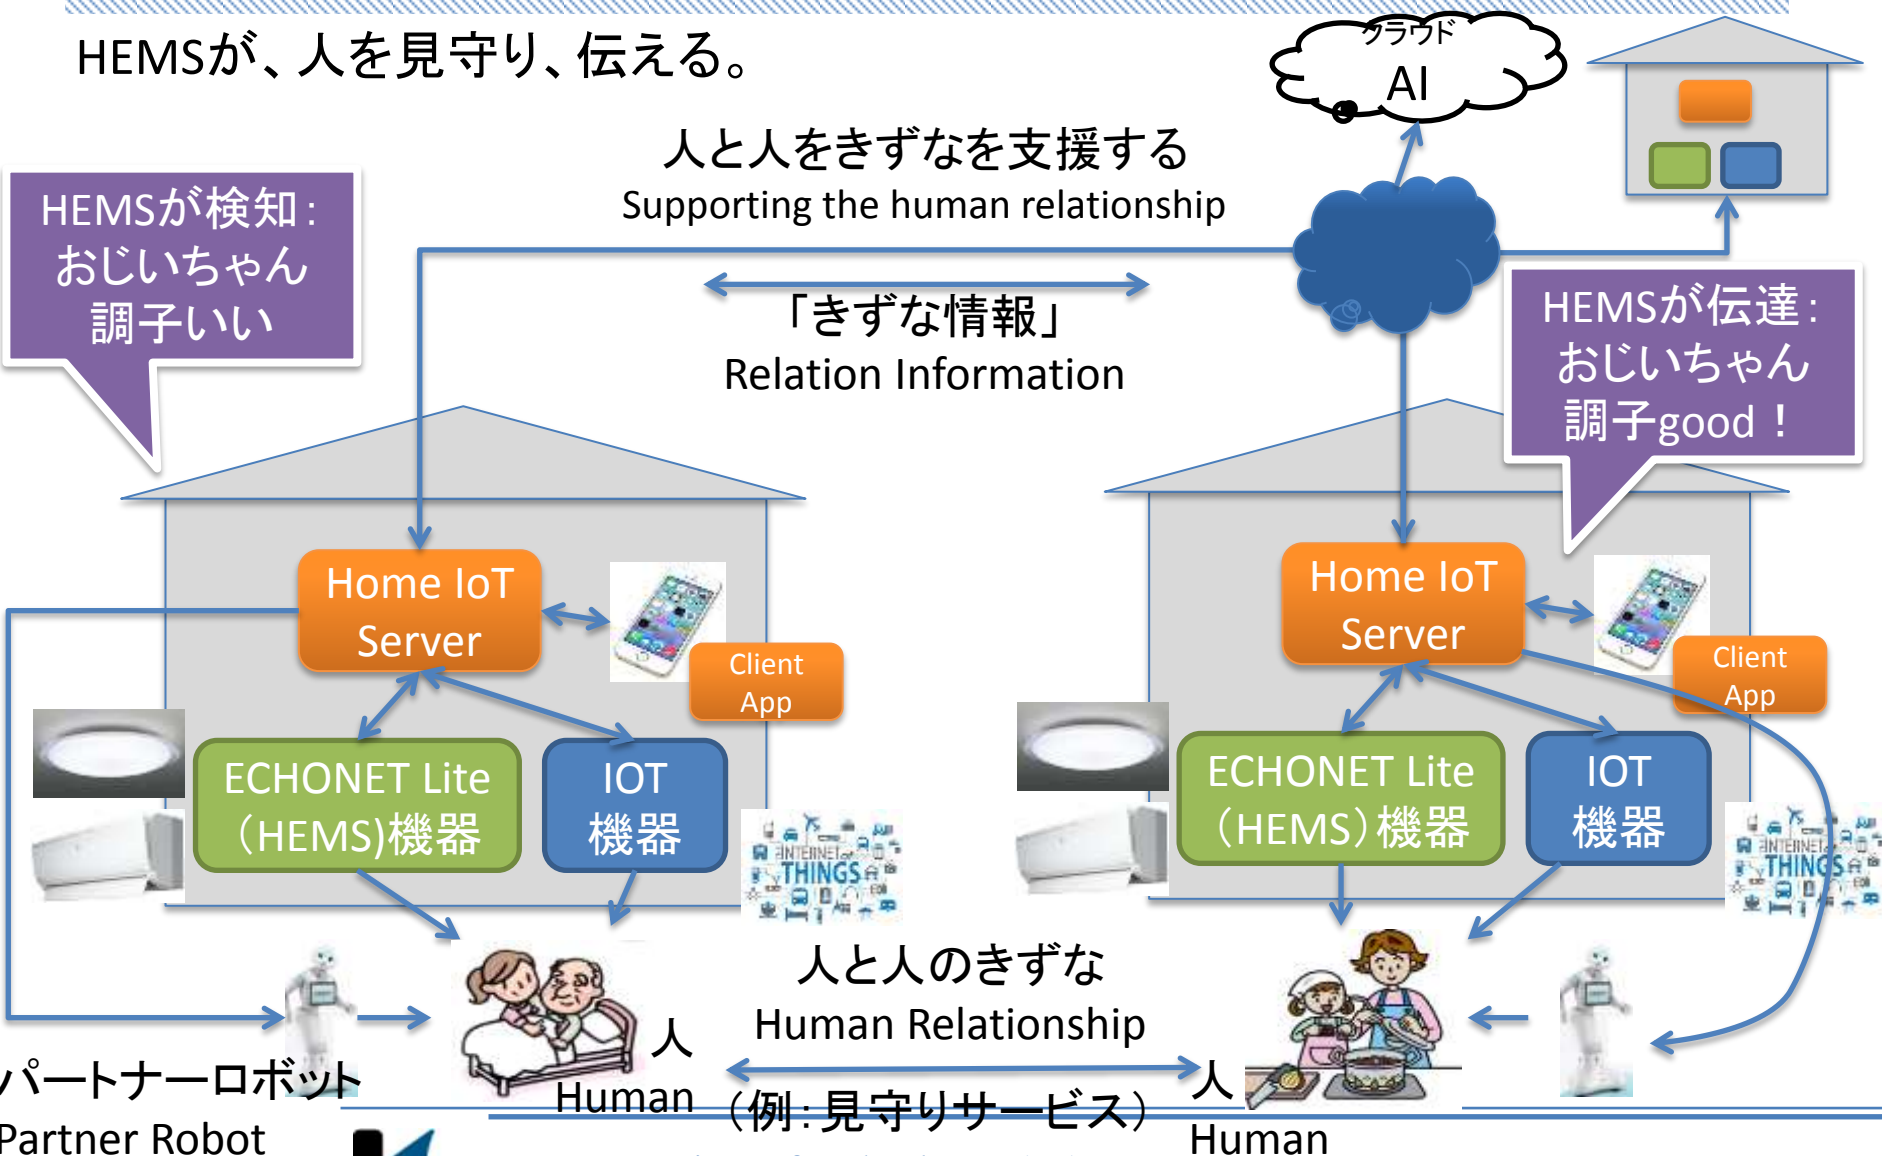 HEMSが、人を見守り、伝える。
クラウド
AI
人と人をきずなを支援する
Supporting the human relationship
HEMSが検知：
おじいちゃん
調子いい
「きずな情報」
Relation Information
HEMSが伝達：
おじいちゃん
調子good！
Home IoT
Server
Client
App
ECHONET Lite
（HEMS)機器
IOT
機器
INTERNET OF
THINGS
Home IoT
Server
Client
App
ECHONET Lite
（HEMS）機器
IOT
機器
INTERNET OF
THINGS
人と人のきずな
Human Relationship
（例：見守りサービス）
人
Human
人
Human
パートナーロボット
Partner Robot